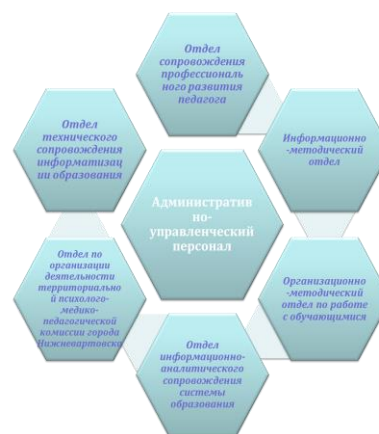 Отдел
сопровождения
профессиональ
ного развития
педагога
Отдел
технического
сопровождения
информатизац
ии образования
Информационно
-методический
отдел
Административ
но-
управленческий
персонал
Отдел по
организации
деятельности
территориально
й психолого-
медико-
педагогической
комиссии города
Нижневартовска
Организационно
-методический
отдел по работе
с обучающимися
Отдел
информационно-
аналитического
сопровождения
системы
образования